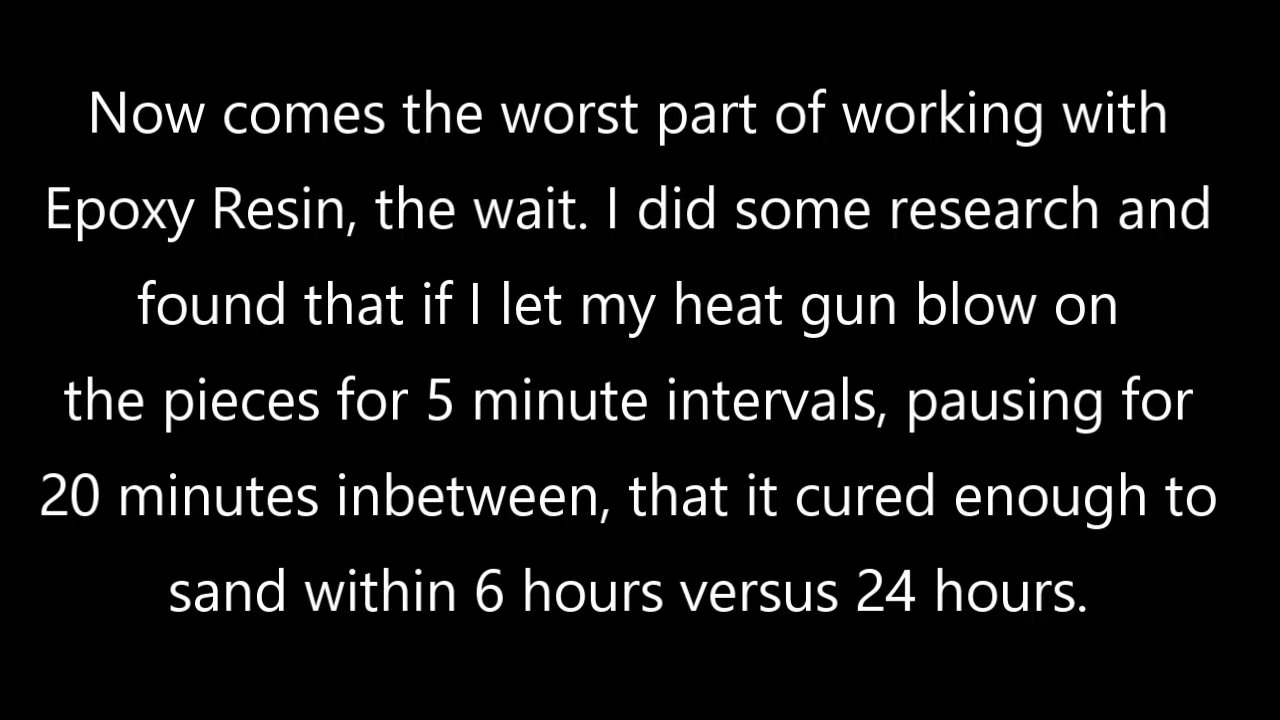 Now comes the worst part of working with
Epoxy Resin, the wait. I did some research and
found that if I let my heat gun blow on
the pieces for 5 minute intervals, pausing for
20 minutes inbetween, that it cured enough to
sand within 6 hours versus 24 hours.